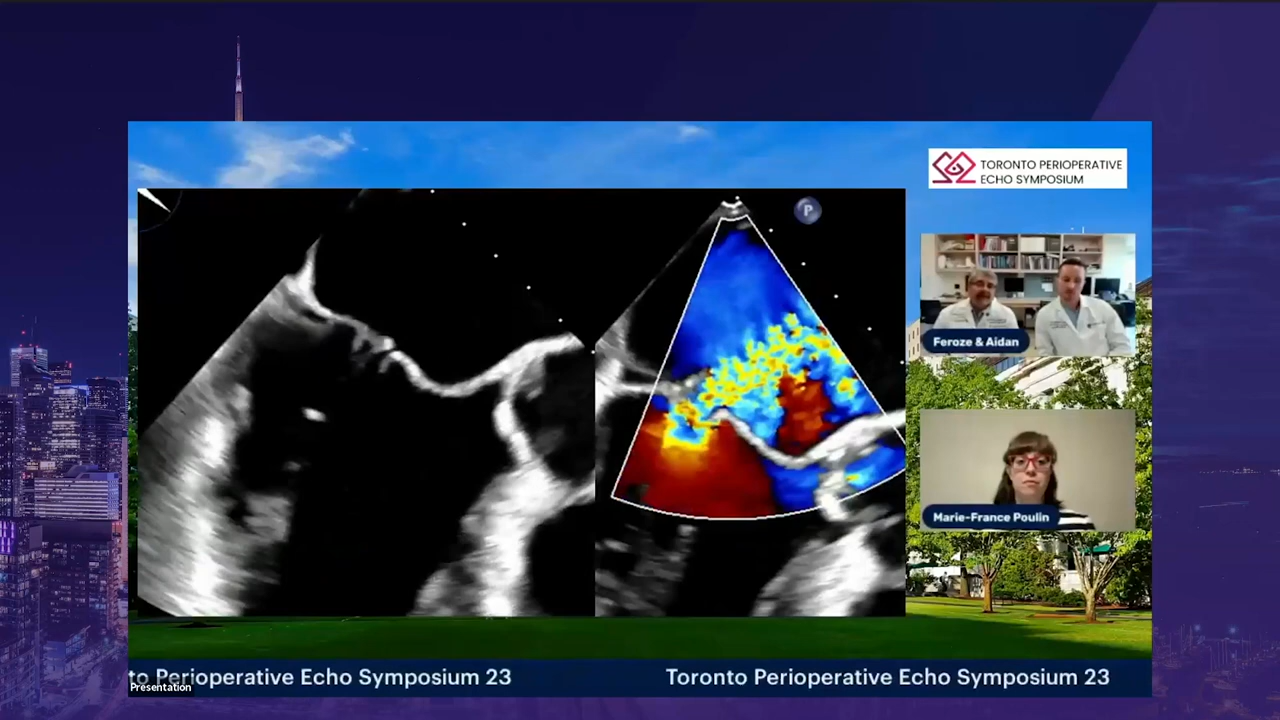 TORONTO PERIOPERATIVE
ECHO SYMPOSIUM
P
Feroze & Aidan
Marie-France Poulin
to Perioperative Echo Symposium 23
Toronto Perioperative Echo Symposium 23
Presentation